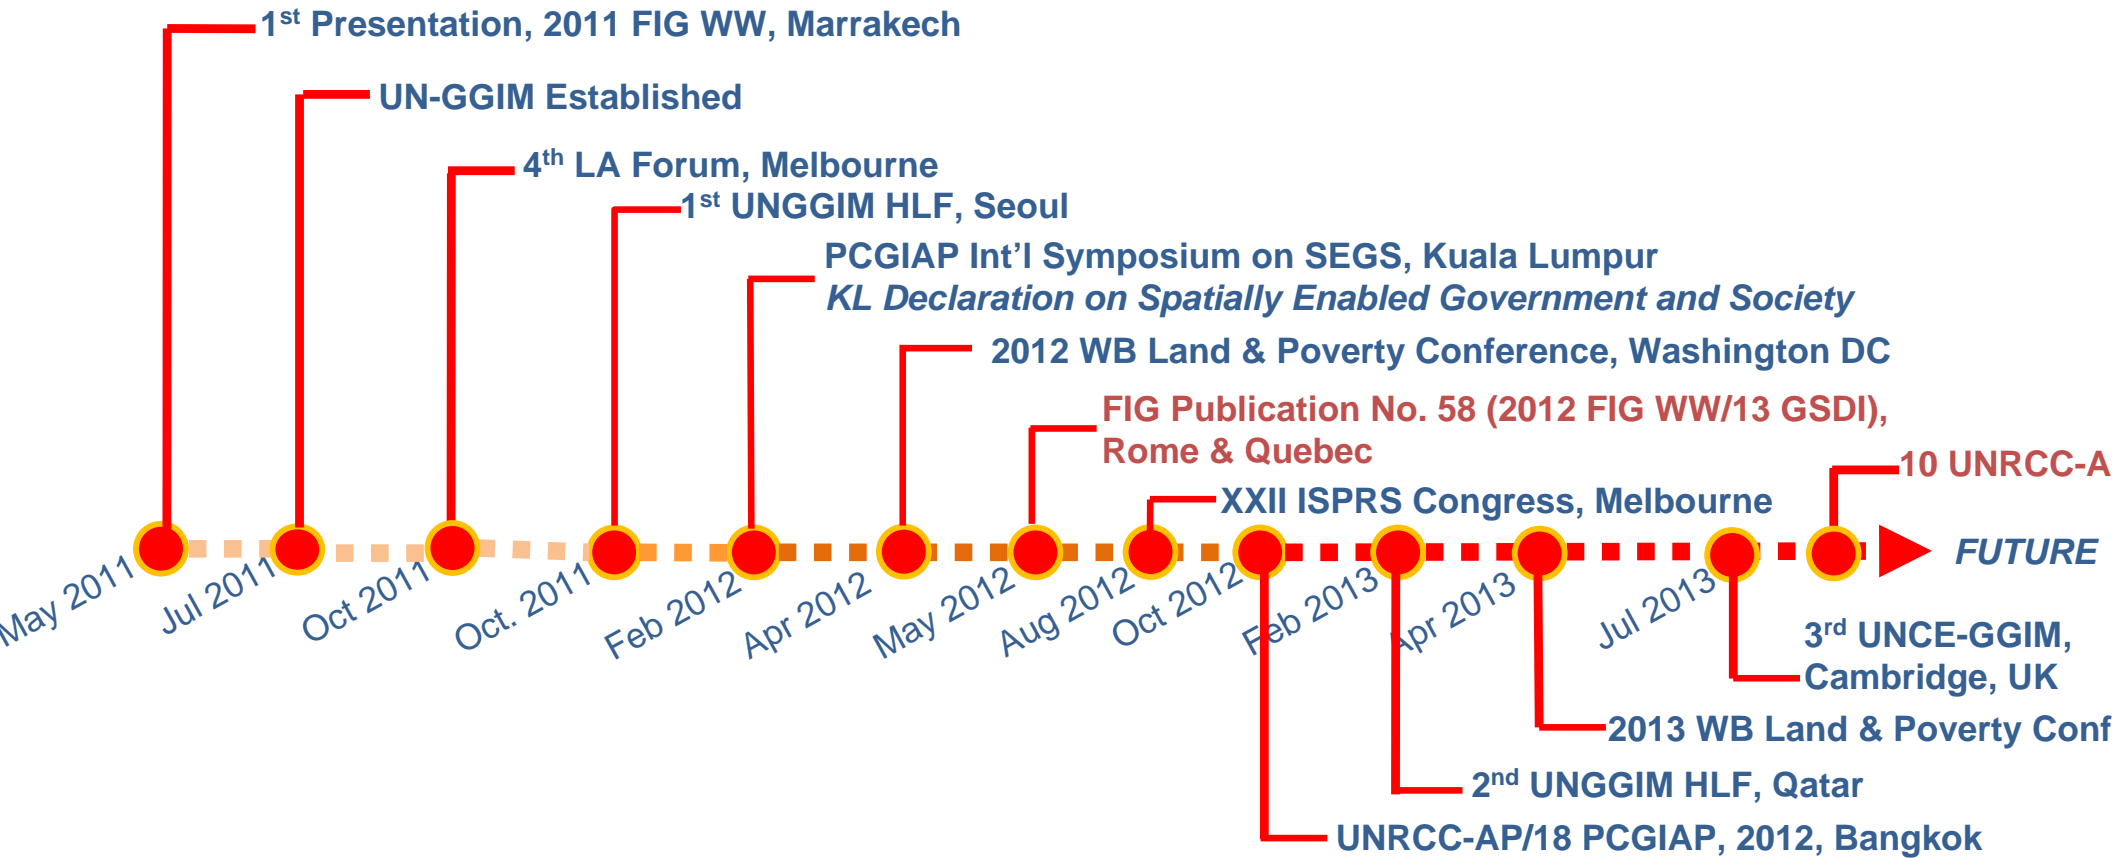 1st Presentation, 2011 FIG WW, Marrakech
UN-GGIM Established
4th LA Forum, Melbourne
1st UNGGIM HLF, Seoul
PCGIAP Int’l Symposium on SEGS, Kuala Lumpur
KL Declaration on Spatially Enabled Government and Society
2012 WB Land & Poverty Conference, Washington DC
FIG Publication No. 58 (2012 FIG WW/13 GSDI),
Rome & Quebec
10 UNRCC-A
XXII ISPRS Congress, Melbourne
FUTURE
May 2011
Jul 2011
Oct 2011
Oct. 2011
Feb 2012
Apr 2012
May 2012
Aug 2012
Oct 2012
Feb 2013
Apr 2013
Jul 2013
3rd UNCE-GGIM,
Cambridge, UK
2013 WB Land & Poverty Conf
2nd UNGGIM HLF, Qatar
UNRCC-AP/18 PCGIAP, 2012, Bangkok